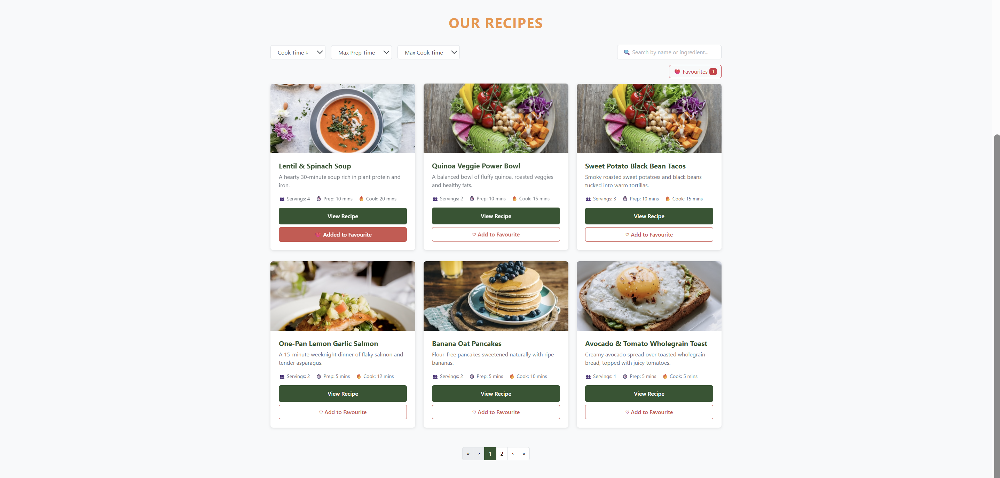 OUR RECIPES
Cook Time ↓
Max Prep Time
Max Cook Time
🔍 Search by name or ingredient...
Favourites 1
Lentil & Spinach Soup
A hearty 30-minute soup rich in plant protein and
iron.
Servings: 4 Prep: 10 mins Cook: 20 mins
View Recipe
Added to Favourite
Quinoa Veggie Power Bowl
A balanced bowl of fluffy quinoa, roasted veggies
and healthy fats.
Servings: 2 Prep: 10 mins Cook: 15 mins
View Recipe
♡ Add to Favourite
Sweet Potato Black Bean Tacos
Smoky roasted sweet potatoes and black beans
tucked into warm tortillas.
Servings: 3 Prep: 10 mins Cook: 15 mins
View Recipe
♡ Add to Favourite
One-Pan Lemon Garlic Salmon
A 15-minute weeknight dinner of flaky salmon and
tender asparagus.
Servings: 2 Prep: 5 mins Cook: 12 mins
View Recipe
♡ Add to Favourite
Banana Oat Pancakes
Flour-free pancakes sweetened naturally with ripe
bananas.
Servings: 2 Prep: 5 mins Cook: 10 mins
View Recipe
♡ Add to Favourite
Avocado & Tomato Wholegrain Toast
Creamy avocado spread over toasted wholegrain
bread, topped with juicy tomatoes.
Servings: 1 Prep: 5 mins Cook: 5 mins
View Recipe
♡ Add to Favourite
« ‹ 1 2 › »